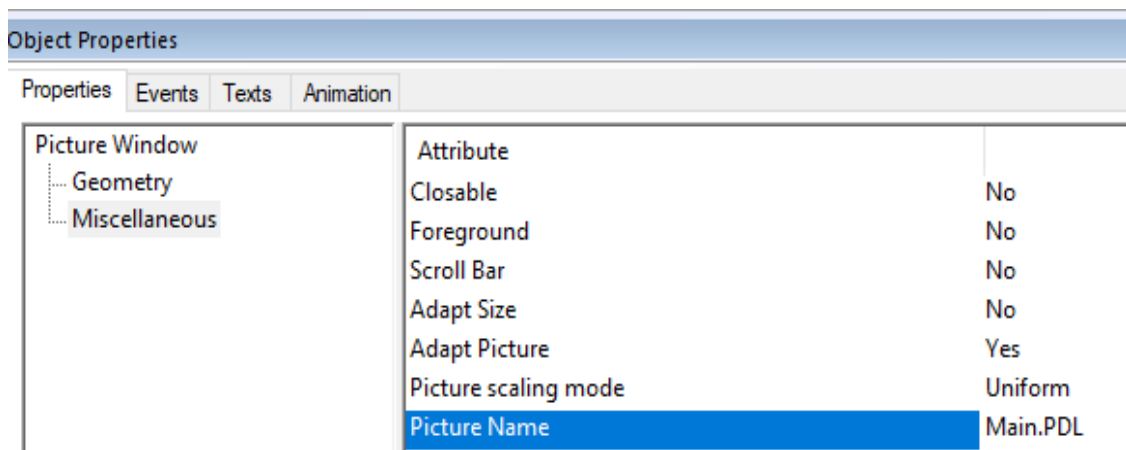 Object Properties
Properties Events Texts Animation
Picture Window
Geometry
Miscellaneous
Attribute
Closable No
Foreground No
Scroll Bar No
Adapt Size No
Adapt Picture Yes
Picture scaling mode Uniform
Picture Name Main.PDL